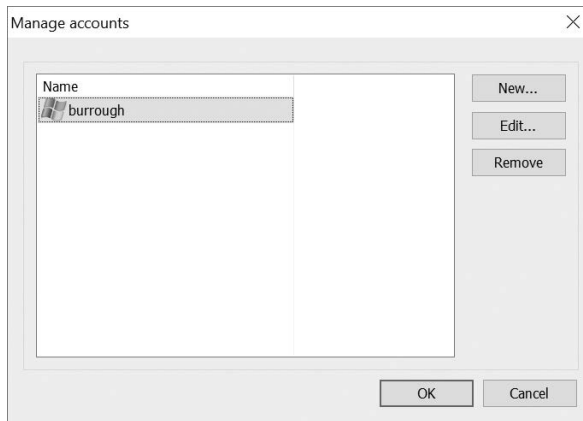 Manage accounts
Name
burrough
New...
Edit...
Remove
OK
Cancel